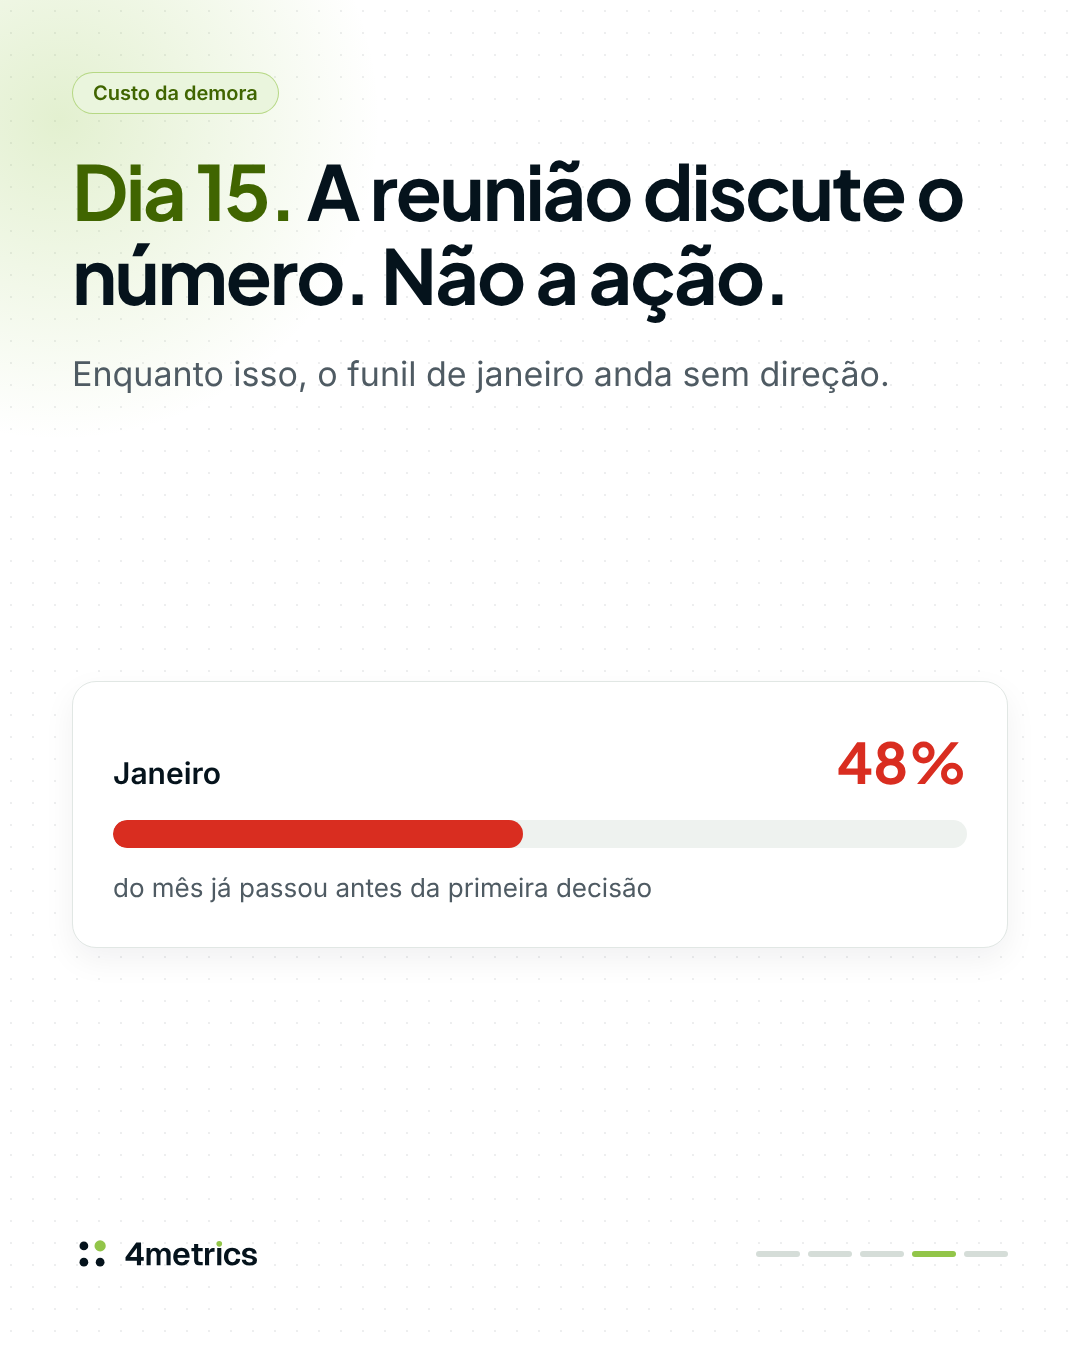 Custo da demora
Dia 15. A reunião discute o
número. Não a ação.
Enquanto isso, o funil de janeiro anda sem direção.
Janeiro
48%
do mês já passou antes da primeira decisão
4metrics